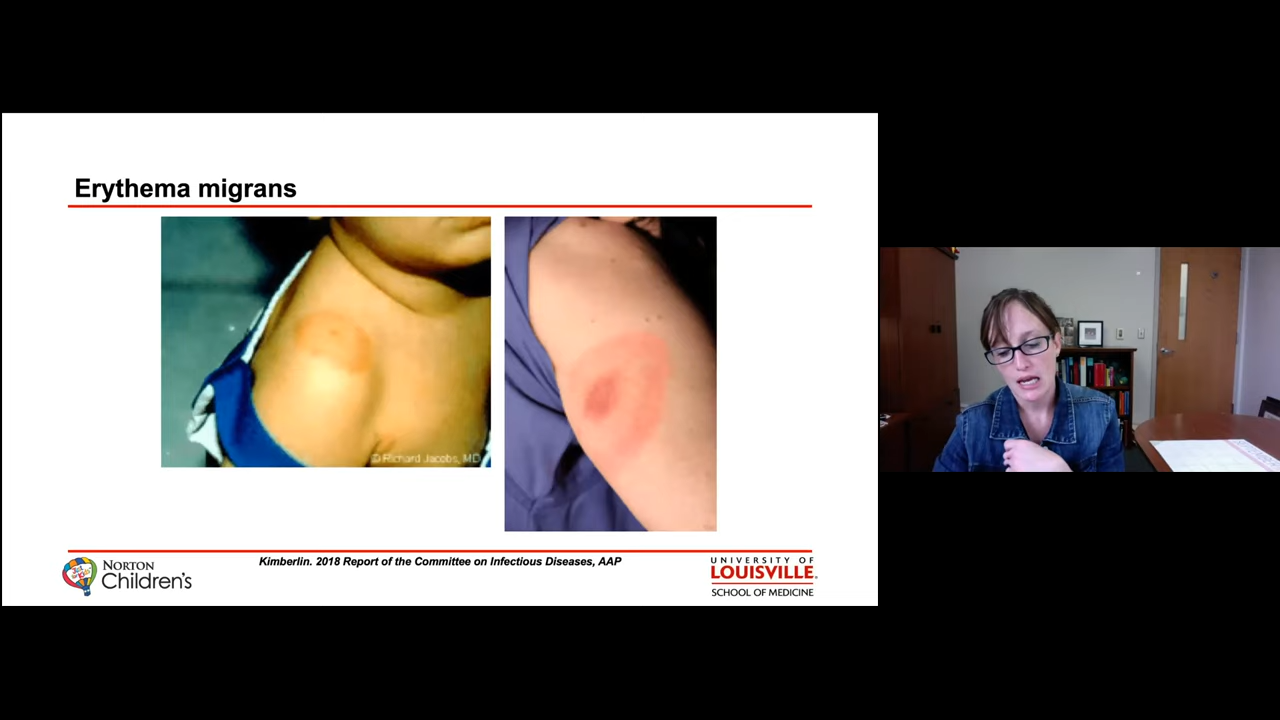 Erythema migrans
© Richard Jacobs, MD
Kimberlin. 2018 Report of the Committee on Infectious Diseases, AAP
NORTON
Children's
UNIVERSITY OF
LOUISVILLE.
SCHOOL OF MEDICINE